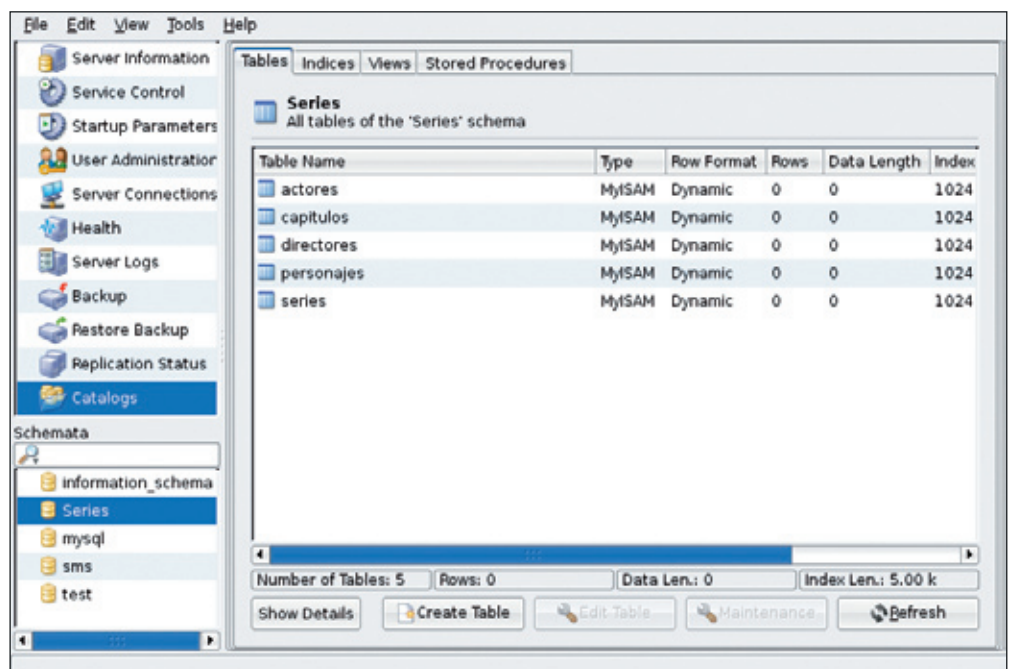 File Edit View Tools Help
Server Information
Service Control
Startup Parameters
User Administration
Server Connections
Health
Server Logs
Backup
Restore Backup
Replication Status
Catalogs
Schemata
information_schema
Series
mysql
sms
test
Tables Indices Views Stored Procedures
Series
All tables of the 'Series' schema
Table Name Type Row Format Rows Data Length Index
actores MyISAM Dynamic 0 0 1024
capitulos MyISAM Dynamic 0 0 1024
directores MyISAM Dynamic 0 0 1024
personajes MyISAM Dynamic 0 0 1024
series MyISAM Dynamic 0 0 1024
Number of Tables: 5 Rows: 0 Data Len.: 0 Index Len.: 5.00 k
Show Details Create Table Edit Table Maintenance Refresh